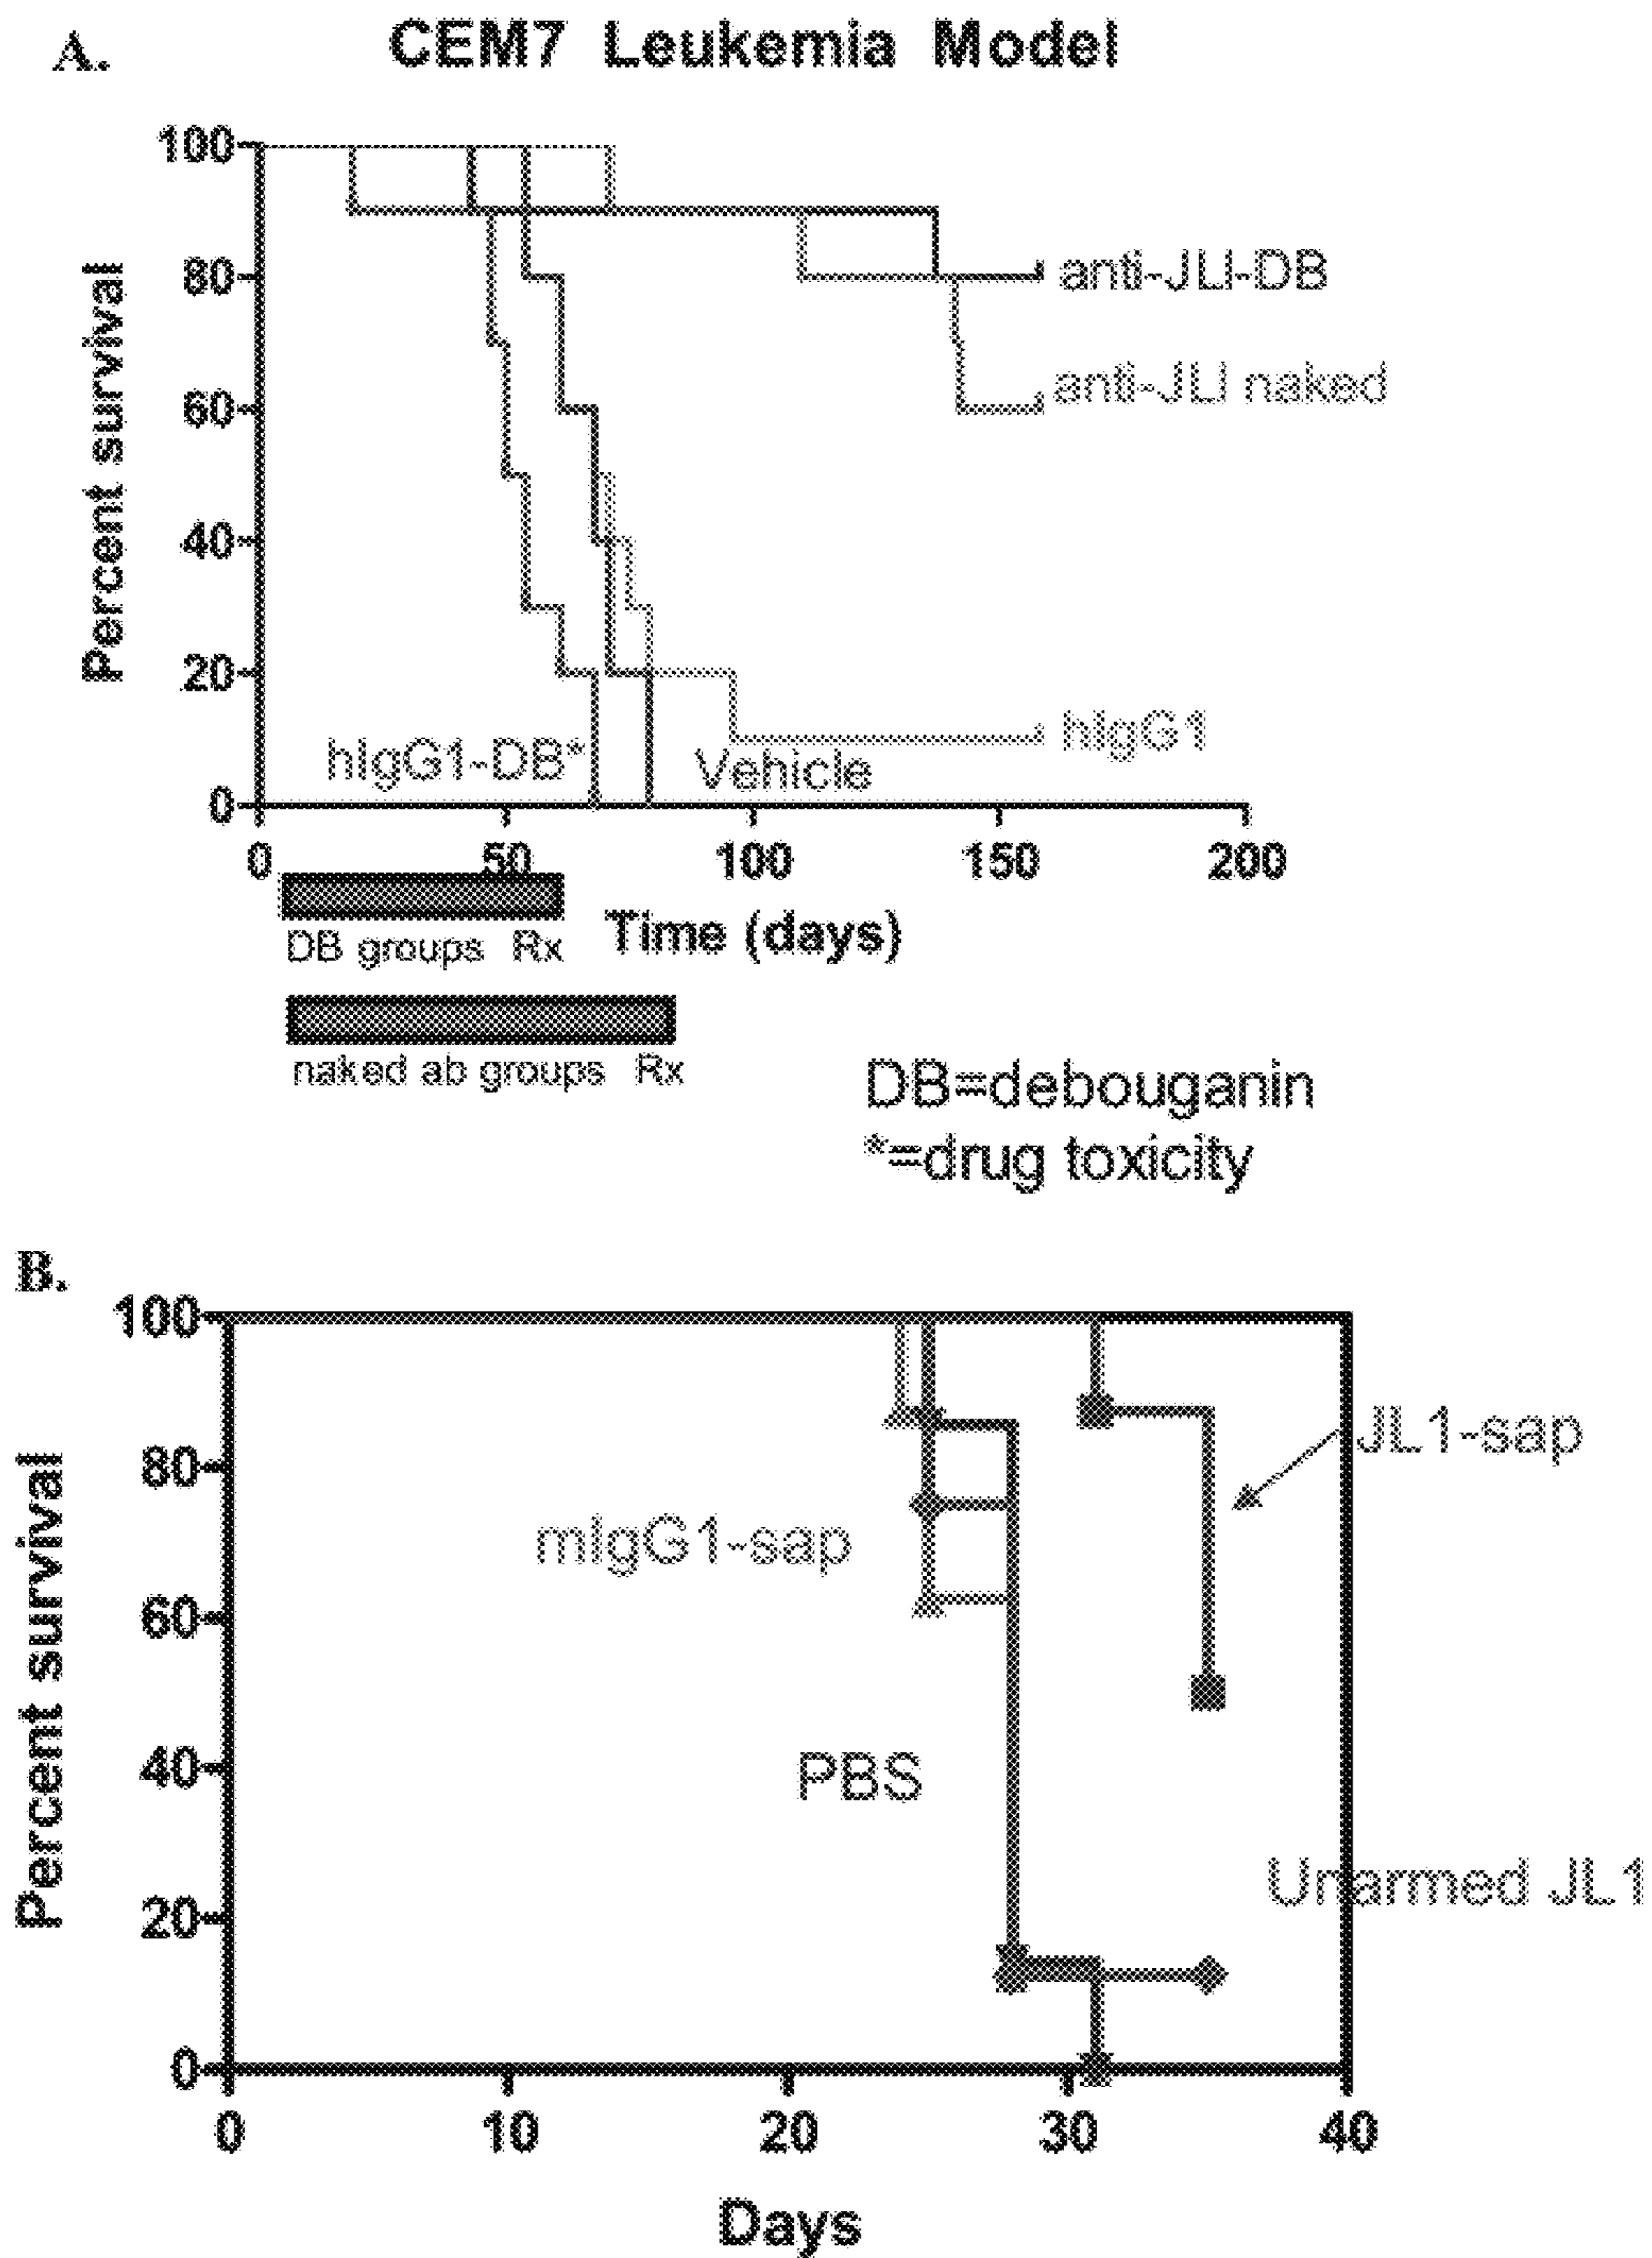 A.
CEM7 Leukemia Model
Percent survival
100
80
60
40
20
0
anti-JLI-DB
anti-JLI naked
hIgG1
hIgG1-DB*
Vehicle
0 50 100 150 200
Time (days)
DB groups Rx
naked ab groups Rx
DB=debouganin
*=drug toxicity
B.
Percent survival
100
80
60
40
20
0
JL1-sap
mIgG1-sap
PBS
Unarmed JL1
0 10 20 30 40
Days